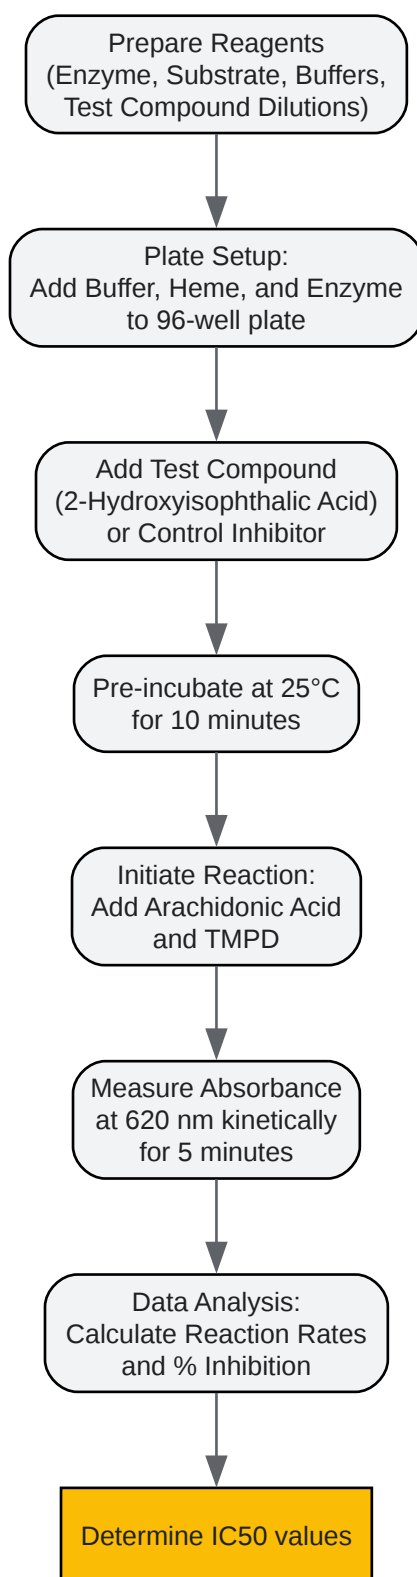 Prepare Reagents
(Enzyme, Substrate, Buffers,
Test Compound Dilutions)
Plate Setup:
Add Buffer, Heme, and Enzyme
to 96-well plate
Add Test Compound
(2-Hydroxyisophthalic Acid)
or Control Inhibitor
Pre-incubate at 25°C
for 10 minutes
Initiate Reaction:
Add Arachidonic Acid
and TMPD
Measure Absorbance
at 620 nm kinetically
for 5 minutes
Data Analysis:
Calculate Reaction Rates
and % Inhibition
Determine IC50 values